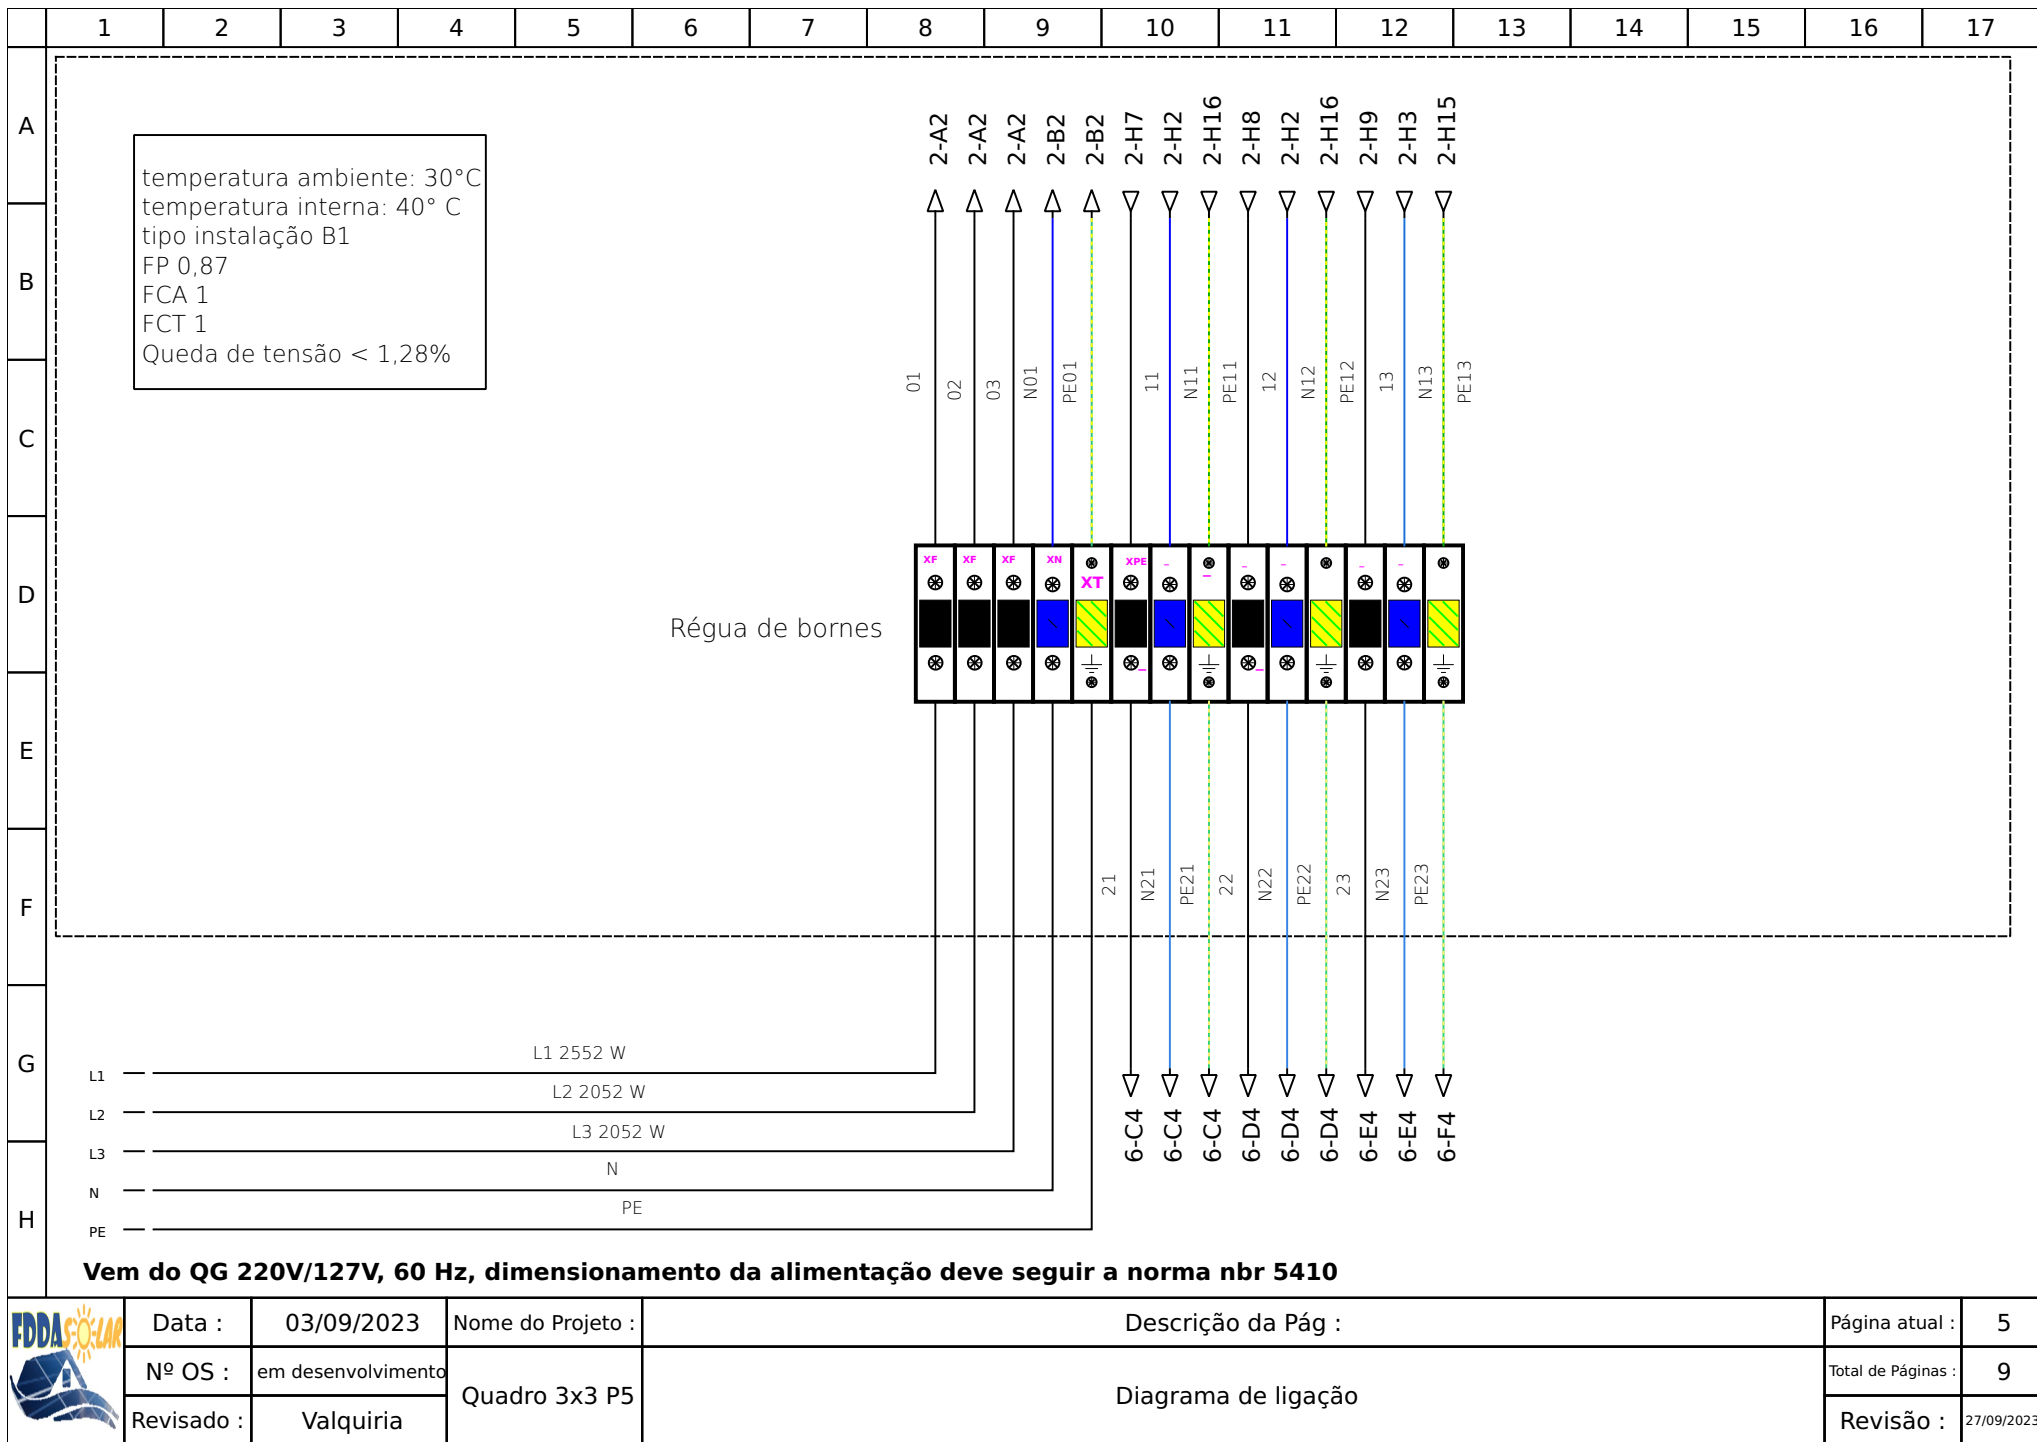 1 2 3 4 5 6 7 8 9 10 11 12 13 14 15 16 17
A
B
C
D
E
F
G
H
temperatura ambiente: 30°C
temperatura interna: 40° C
tipo instalação B1
FP 0,87
FCA 1
FCT 1
Queda de tensão < 1,28%
2-A2 2-A2 2-A2 2-B2 2-B2 2-H7 2-H2 2-H16 2-H8 2-H2 2-H16 2-H9 2-H3 2-H15
01 02 03 N01 PE01 11 N11 PE11 12 N12 PE12 13 N13 PE13
XF XF XF XN XT XPE
Régua de bornes
21 N21 PE21 22 N22 PE22 23 N23 PE23
6-C4 6-C4 6-C4 6-D4 6-D4 6-D4 6-E4 6-E4 6-F4
L1 2552 W
L1
L2 2052 W
L2
L3 2052 W
L3
N
N
PE
PE
Vem do QG 220V/127V, 60 Hz, dimensionamento da alimentação deve seguir a norma nbr 5410
FDDA SOLAR
Data : 03/09/2023
Nº OS : em desenvolvimento
Revisado : Valquiria
Nome do Projeto :
Quadro 3x3 P5
Descrição da Pág :
Diagrama de ligação
Página atual : 5
Total de Páginas : 9
Revisão : 27/09/2023